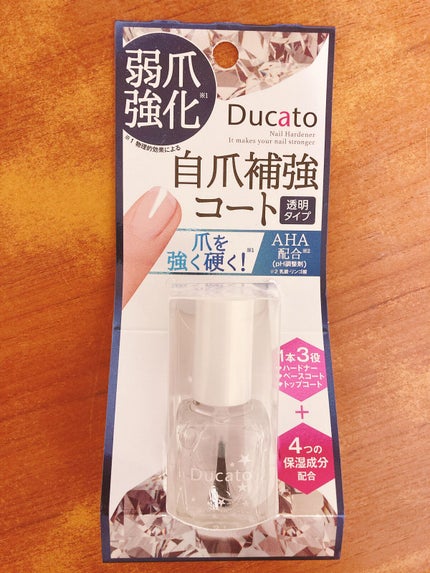 弱爪
強化※1
※1 物理的効果による
Ducato
Nail Hardener
It makes your nail stronger
自爪補強
コート
透明
タイプ
爪を
強く硬く!※1
AHA
配合※2
(pH調整剤)
※2 乳酸・リンゴ酸
1本3役
ハードナー
ベースコート
トップコート
+
4つの
保湿成分
配合
Ducato